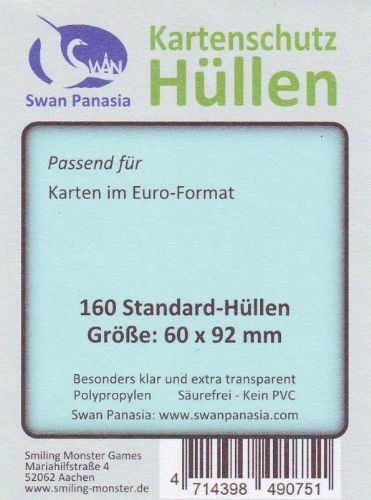 SWAN
Swan Panasia
Kartenschutz
Hüllen
Passend für
Karten im Euro-Format
160 Standard-Hüllen
Größe: 60 x 92 mm
Besonders klar und extra transparent
Polypropylen Säurefrei - Kein PVC
Swan Panasia: www.swanpanasia.com
Smiling Monster Games
Mariahilfstraße 4
52062 Aachen
www.smiling-monster.de
4 714398 490751